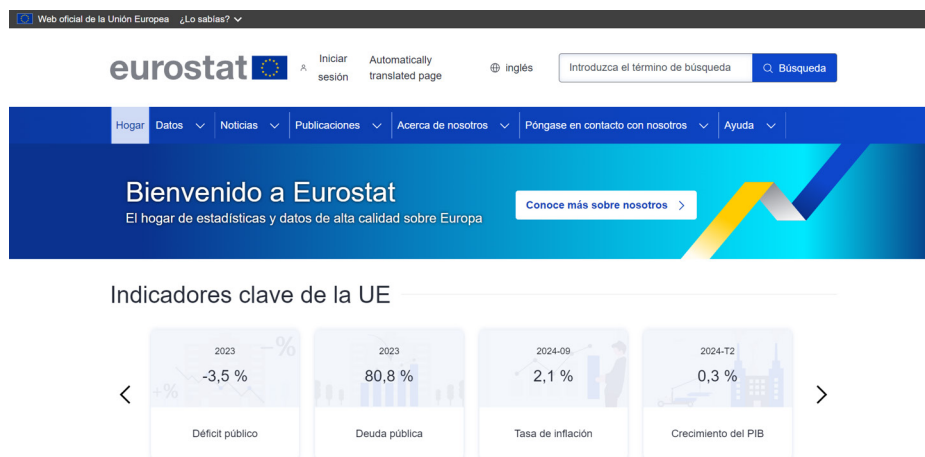 Web oficial de la Unión Europea ¿Lo sabías?
eurostat
Iniciar sesión
Automatically translated page
inglés
Introduzca el término de búsqueda
Búsqueda
Hogar Datos Noticias Publicaciones Acerca de nosotros Póngase en contacto con nosotros Ayuda
Bienvenido a Eurostat
El hogar de estadísticas y datos de alta calidad sobre Europa
Conoce más sobre nosotros
Indicadores clave de la UE
-%
+%
2023
-3,5 %
Déficit público
2023
80,8 %
Deuda pública
2024-09
2,1 %
Tasa de inflación
2024-T2
0,3 %
Crecimiento del PIB